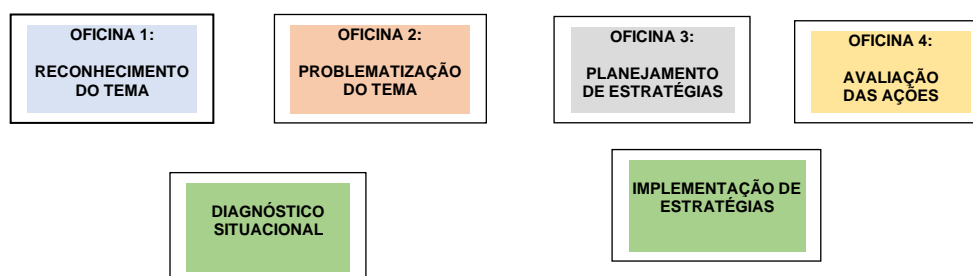 OFICINA 1:
RECONHECIMENTO
DO TEMA
OFICINA 2:
PROBLEMATIZAÇÃO
DO TEMA
OFICINA 3:
PLANEJAMENTO
DE ESTRATÉGIAS
OFICINA 4:
AVALIAÇÃO
DAS AÇÕES
DIAGNÓSTICO
SITUACIONAL
IMPLEMENTAÇÃO DE
ESTRATÉGIAS